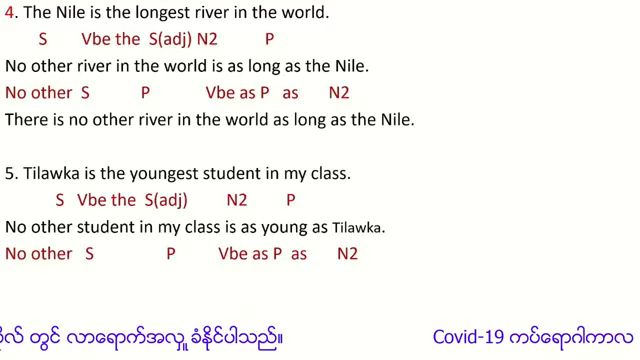 4. The Nile is the longest river in the world.
S Vbe the S(adj) N2 P
No other river in the world is as long as the Nile.
No other S P Vbe as P as N2
There is no other river in the world as long as the Nile.
5. Tilawka is the youngest student in my class.
S Vbe the S(adj) N2 P
No other student in my class is as young as Tilawka.
No other S P Vbe as P as N2
တွင် လာရောက်အလှူ ခံနိုင်ပါသည်။ Covid-19 ကပ်ရောဂါကာလ